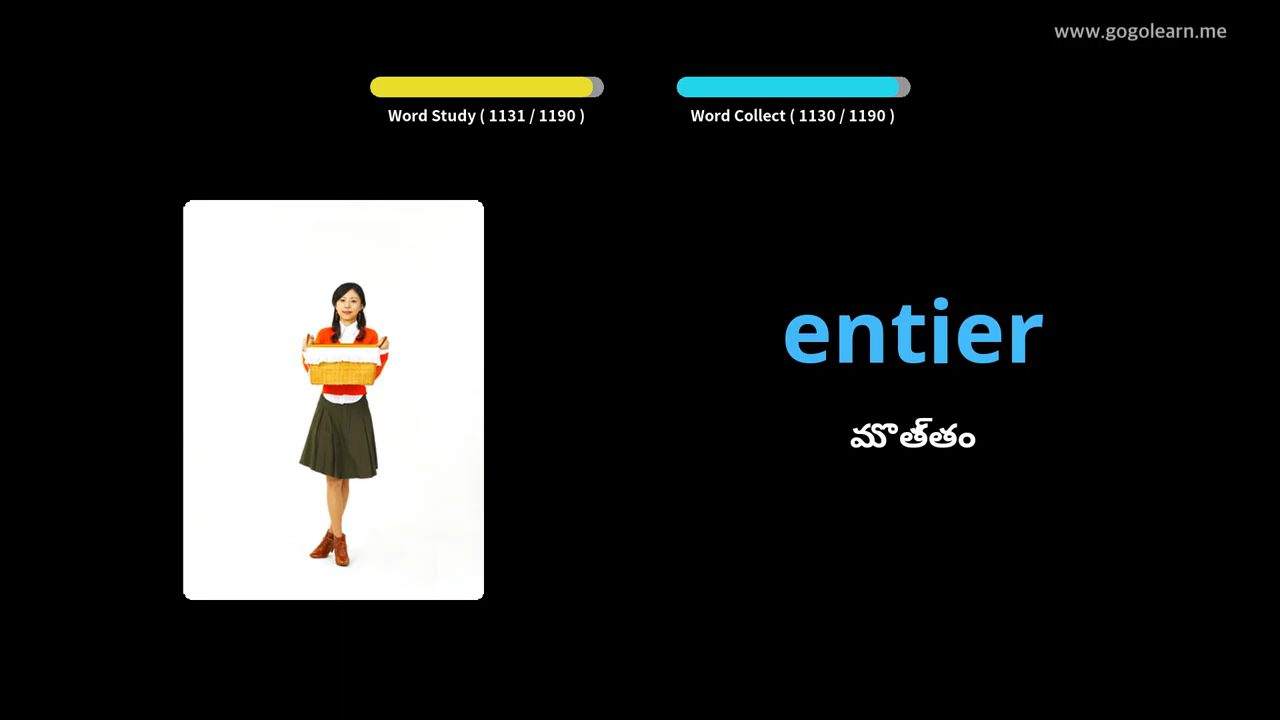 www.gogolearn.me
Word Study ( 1131 / 1190 )
Word Collect ( 1130 / 1190 )
entier
మొత్తం